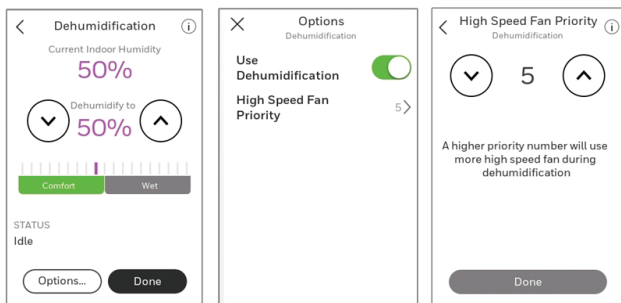 Dehumidification
Current Indoor Humidity
50%
Dehumidify to
50%
Comfort
Wet
STATUS
Idle
Options...
Done
Options
Dehumidification
Use
Dehumidification
High Speed Fan
Priority
5
High Speed Fan Priority
Dehumidification
5
A higher priority number will use
more high speed fan during
dehumidification
Done